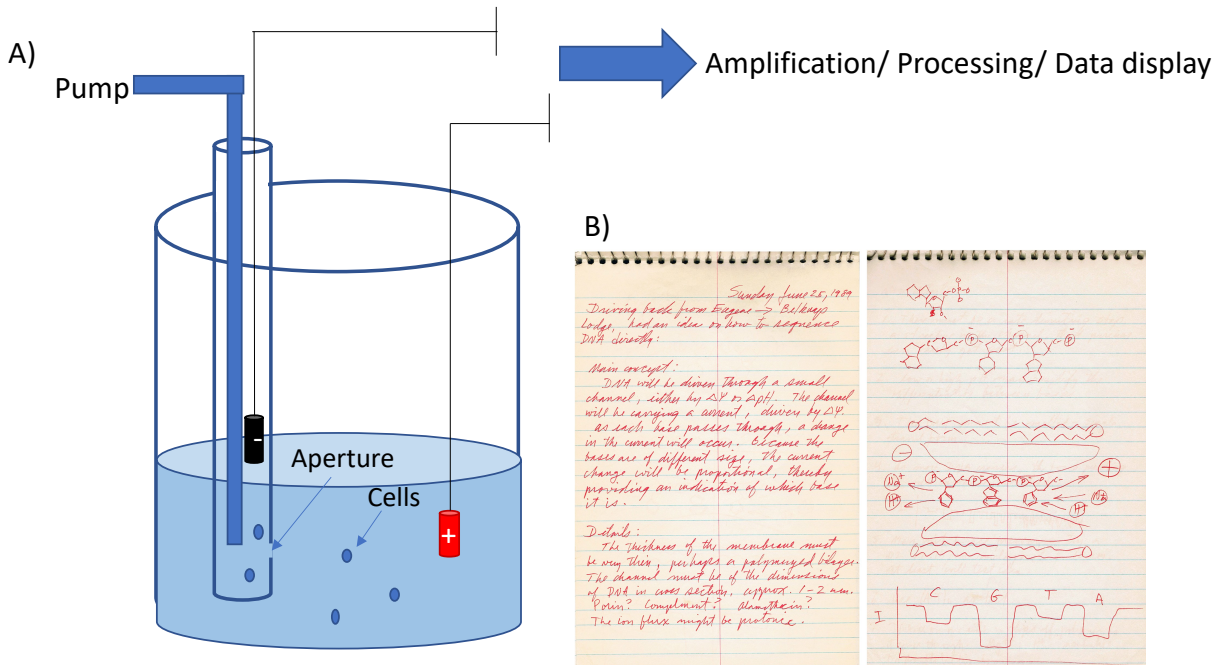 A)
Pump
Amplification/ Processing/ Data display
-
Aperture
Cells
+
B)
Sunday June 25, 1989
Driving back from Eugene → Belknap
Lodge, had an idea on how to sequence
DNA directly:
Main concept:
DNA will be driven through a small
channel, either by ΔΨ or ΔpH. The channel
will be carrying a current, driven by ΔΨ.
as each base passes through, a change
in the current will occur. Because the
bases are of different size, the current
change will be proportional, thereby
providing an indication of which base
it is.
Details:
The thickness of the membrane must
be very thin, perhaps a polymerized bilayer.
The channel must be of the dimensions
of DNA in cross section, approx. 1-2 nm.
Porin? Complement? Alamethicin?
The ion flux might be protonic.
P P P
- +
P P P
Na+
H+ H+
C G T A
I